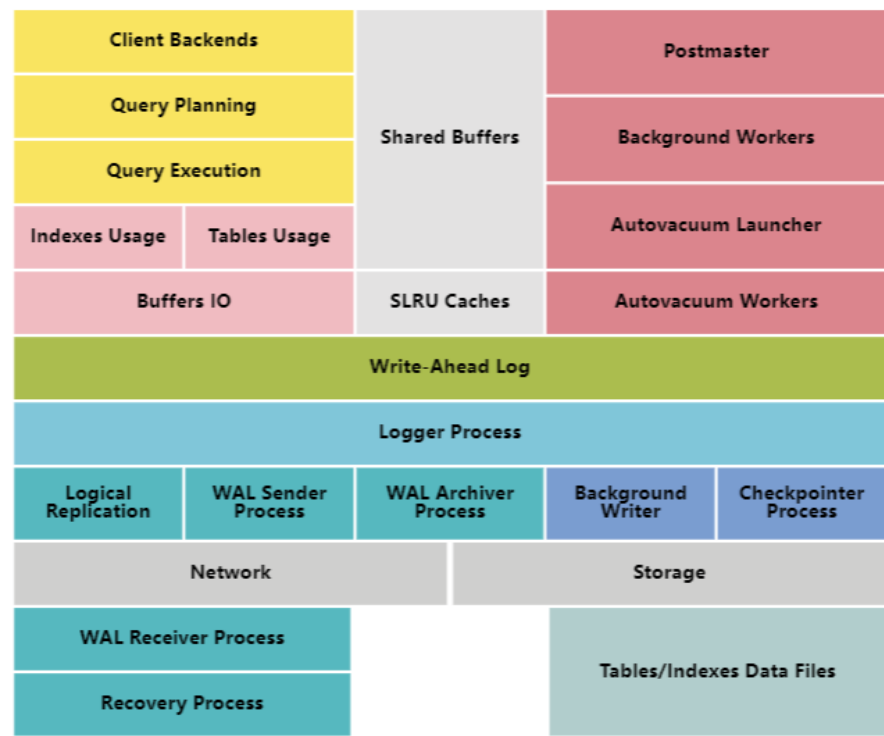 Client Backends
Query Planning
Query Execution
Indexes Usage
Tables Usage
Buffers IO
Shared Buffers
SLRU Caches
Postmaster
Background Workers
Autovacuum Launcher
Autovacuum Workers
Write-Ahead Log
Logger Process
Logical
Replication
WAL Sender
Process
WAL Archiver
Process
Background
Writer
Checkpointer
Process
Network
Storage
WAL Receiver Process
Recovery Process
Tables/Indexes Data Files